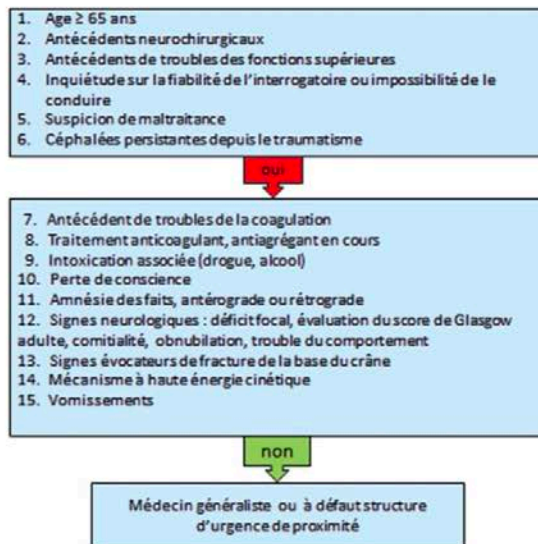 1. Age ≥ 65 ans
2. Antécédents neurochirurgicaux
3. Antécédents de troubles des fonctions supérieures
4. Inquiétude sur la fiabilité de l'interrogatoire ou impossibilité de le
conduire
5. Suspicion de maltraitance
6. Céphalées persistantes depuis le traumatisme
oui
7. Antécédent de troubles de la coagulation
8. Traitement anticoagulant, antiagrégant en cours
9. Intoxication associée (drogue, alcool)
10. Perte de conscience
11. Amnésie des faits, antérograde ou rétrograde
12. Signes neurologiques : déficit focal, évaluation du score de Glasgow
adulte, comitialité, obnubilation, trouble du comportement
13. Signes évocateurs de fracture de la base du crâne
14. Mécanisme à haute énergie cinétique
15. Vomissements
non
Médecin généraliste ou à défaut structure
d'urgence de proximité